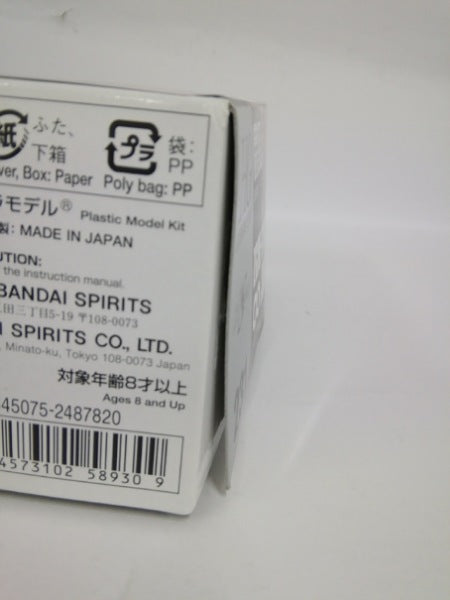 紙
ふた、
下箱
プラ
袋:
PP
ver, Box: Paper
Poly bag: PP
ラモデル® Plastic Model Kit
製: MADE IN JAPAN
UTION:
the instruction manual.
BANDAI SPIRITS
田三丁目5-19 〒108-0073
I SPIRITS CO., LTD.
, Minato-ku, Tokyo 108-0073 Japan
対象年齢8才以上
Ages 8 and Up
45075-2487820
4573102 58930 9